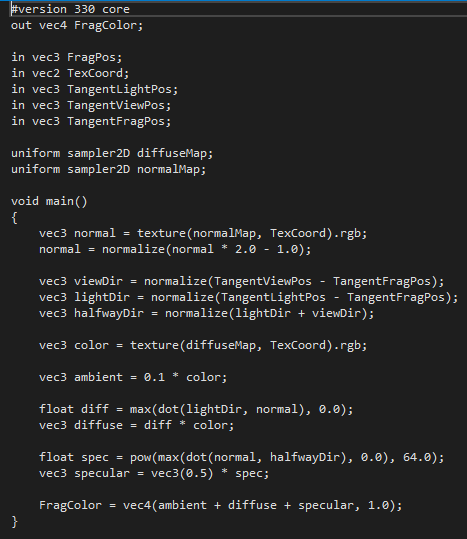 #version 330 core
out vec4 FragColor;

in vec3 FragPos;
in vec2 TexCoord;
in vec3 TangentLightPos;
in vec3 TangentViewPos;
in vec3 TangentFragPos;

uniform sampler2D diffuseMap;
uniform sampler2D normalMap;

void main()
{
    vec3 normal = texture(normalMap, TexCoord).rgb;
    normal = normalize(normal * 2.0 - 1.0);

    vec3 viewDir = normalize(TangentViewPos - TangentFragPos);
    vec3 lightDir = normalize(TangentLightPos - TangentFragPos);
    vec3 halfwayDir = normalize(lightDir + viewDir);

    vec3 color = texture(diffuseMap, TexCoord).rgb;

    vec3 ambient = 0.1 * color;

    float diff = max(dot(lightDir, normal), 0.0);
    vec3 diffuse = diff * color;

    float spec = pow(max(dot(normal, halfwayDir), 0.0), 64.0);
    vec3 specular = vec3(0.5) * spec;

    FragColor = vec4(ambient + diffuse + specular, 1.0);
}